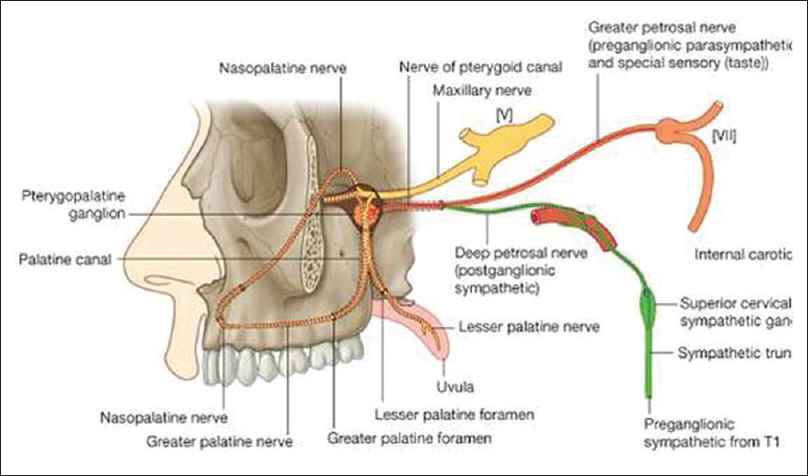 Greater petrosal nerve
(preganglionic parasympathetic
and special sensory (taste))
Nasopalatine nerve
Nerve of pterygoid canal
Maxillary nerve
[V]
[VII]
Pterygopalatine
ganglion
Palatine canal
Deep petrosal nerve
(postganglionic
sympathetic)
Internal carotic
Superior cervical
sympathetic gan
Lesser palatine nerve
Sympathetic trun
Uvula
Nasopalatine nerve
Lesser palatine foramen
Greater palatine nerve
Greater palatine foramen
Preganglionic
sympathetic from T1